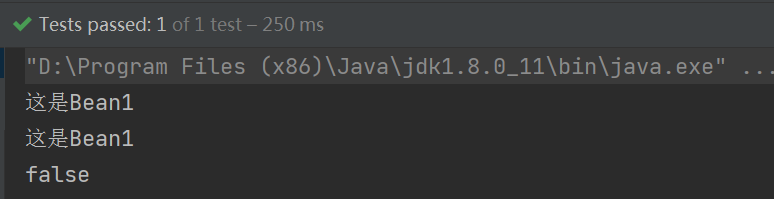 Tests passed: 1 of 1 test – 250 ms
"D:\Program Files (x86)\Java\jdk1.8.0_11\bin\java.exe" ...
这是Bean1
这是Bean1
false